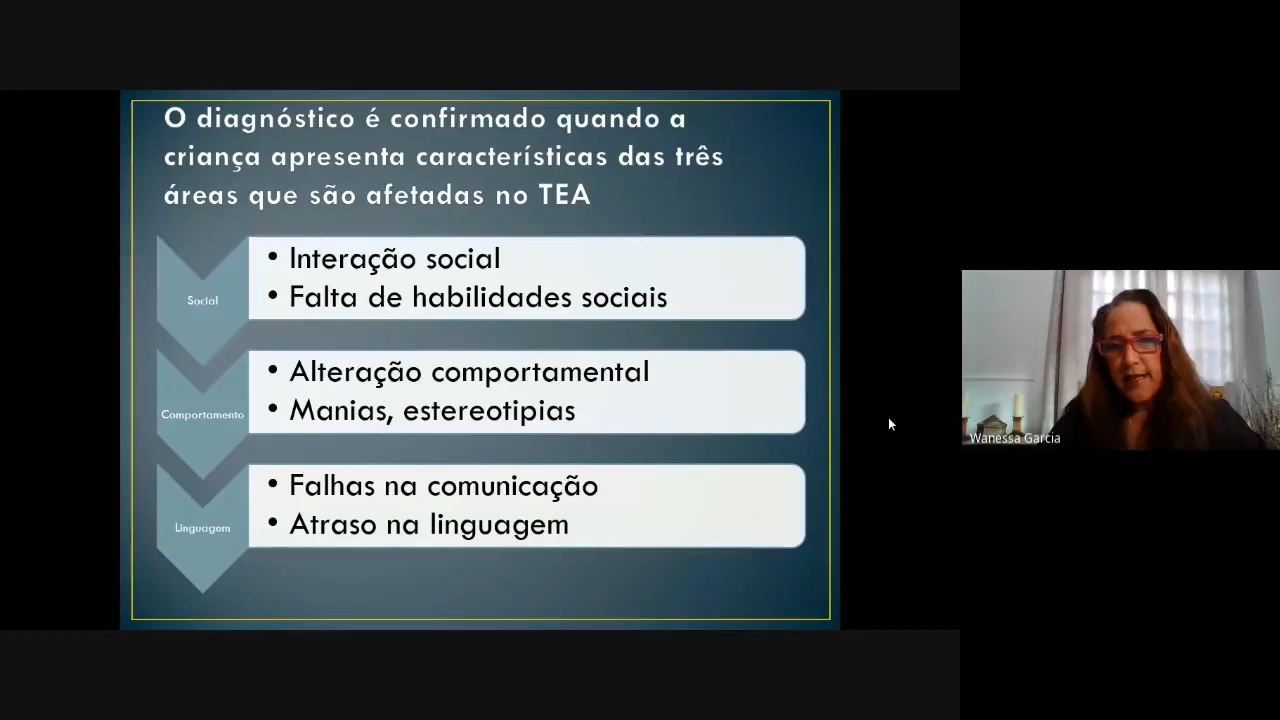 O diagnóstico é confirmado quando a
criança apresenta características das três
áreas que são afetadas no TEA
Social
• Interação social
• Falta de habilidades sociais
Comportamento
• Alteração comportamental
• Manias, estereotipias
Linguagem
• Falhas na comunicação
• Atraso na linguagem
Wanessa Garcia